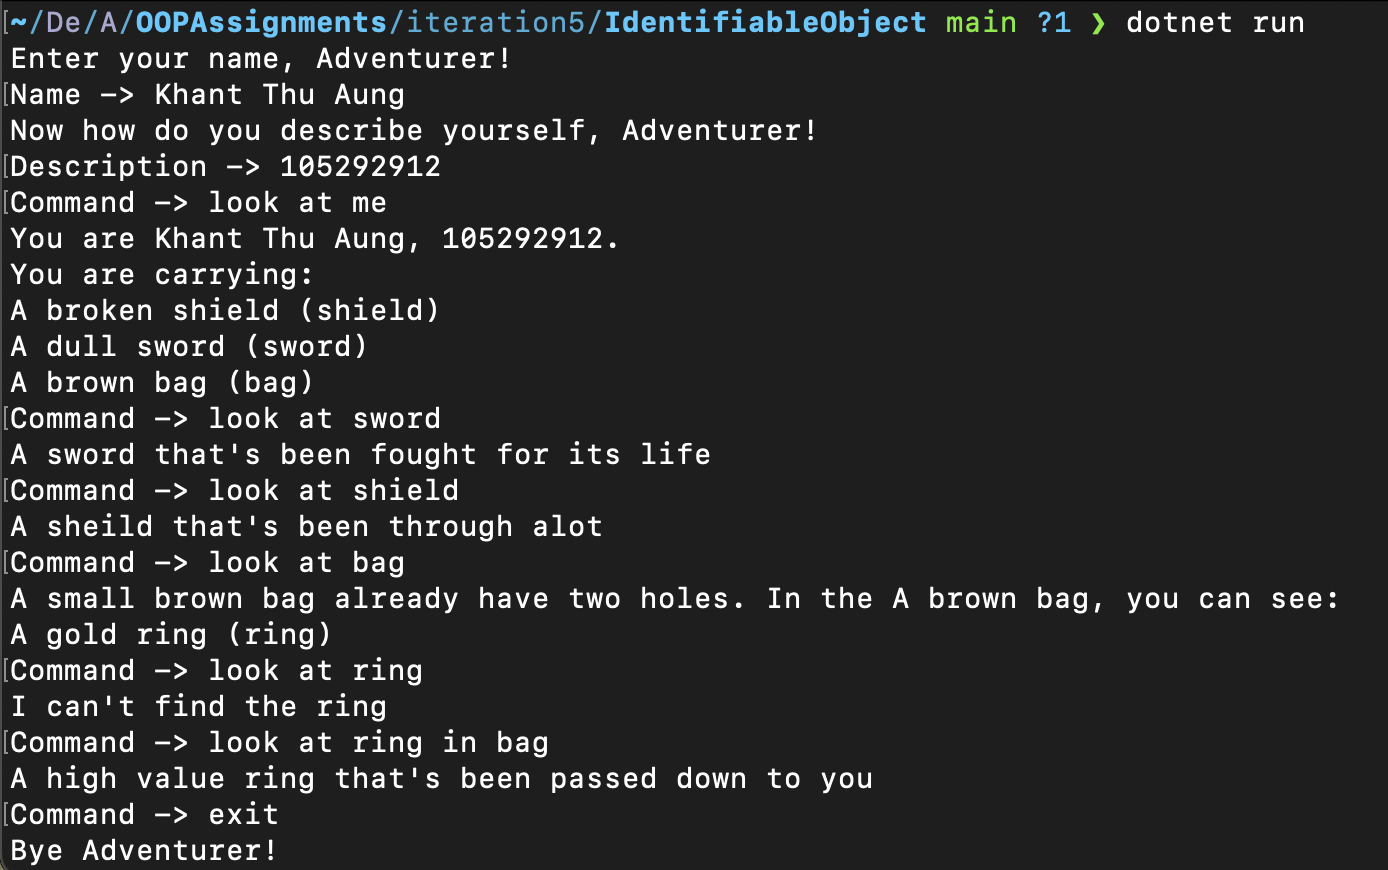 ~/De/A/OOPAssignments/iteration5/IdentifiableObject main ?1 ❯ dotnet run
Enter your name, Adventurer!
Name -> Khant Thu Aung
Now how do you describe yourself, Adventurer!
Description -> 105292912
Command -> look at me
You are Khant Thu Aung, 105292912.
You are carrying:
A broken shield (shield)
A dull sword (sword)
A brown bag (bag)
Command -> look at sword
A sword that's been fought for its life
Command -> look at shield
A sheild that's been through alot
Command -> look at bag
A small brown bag already have two holes. In the A brown bag, you can see:
A gold ring (ring)
Command -> look at ring
I can't find the ring
Command -> look at ring in bag
A high value ring that's been passed down to you
Command -> exit
Bye Adventurer!